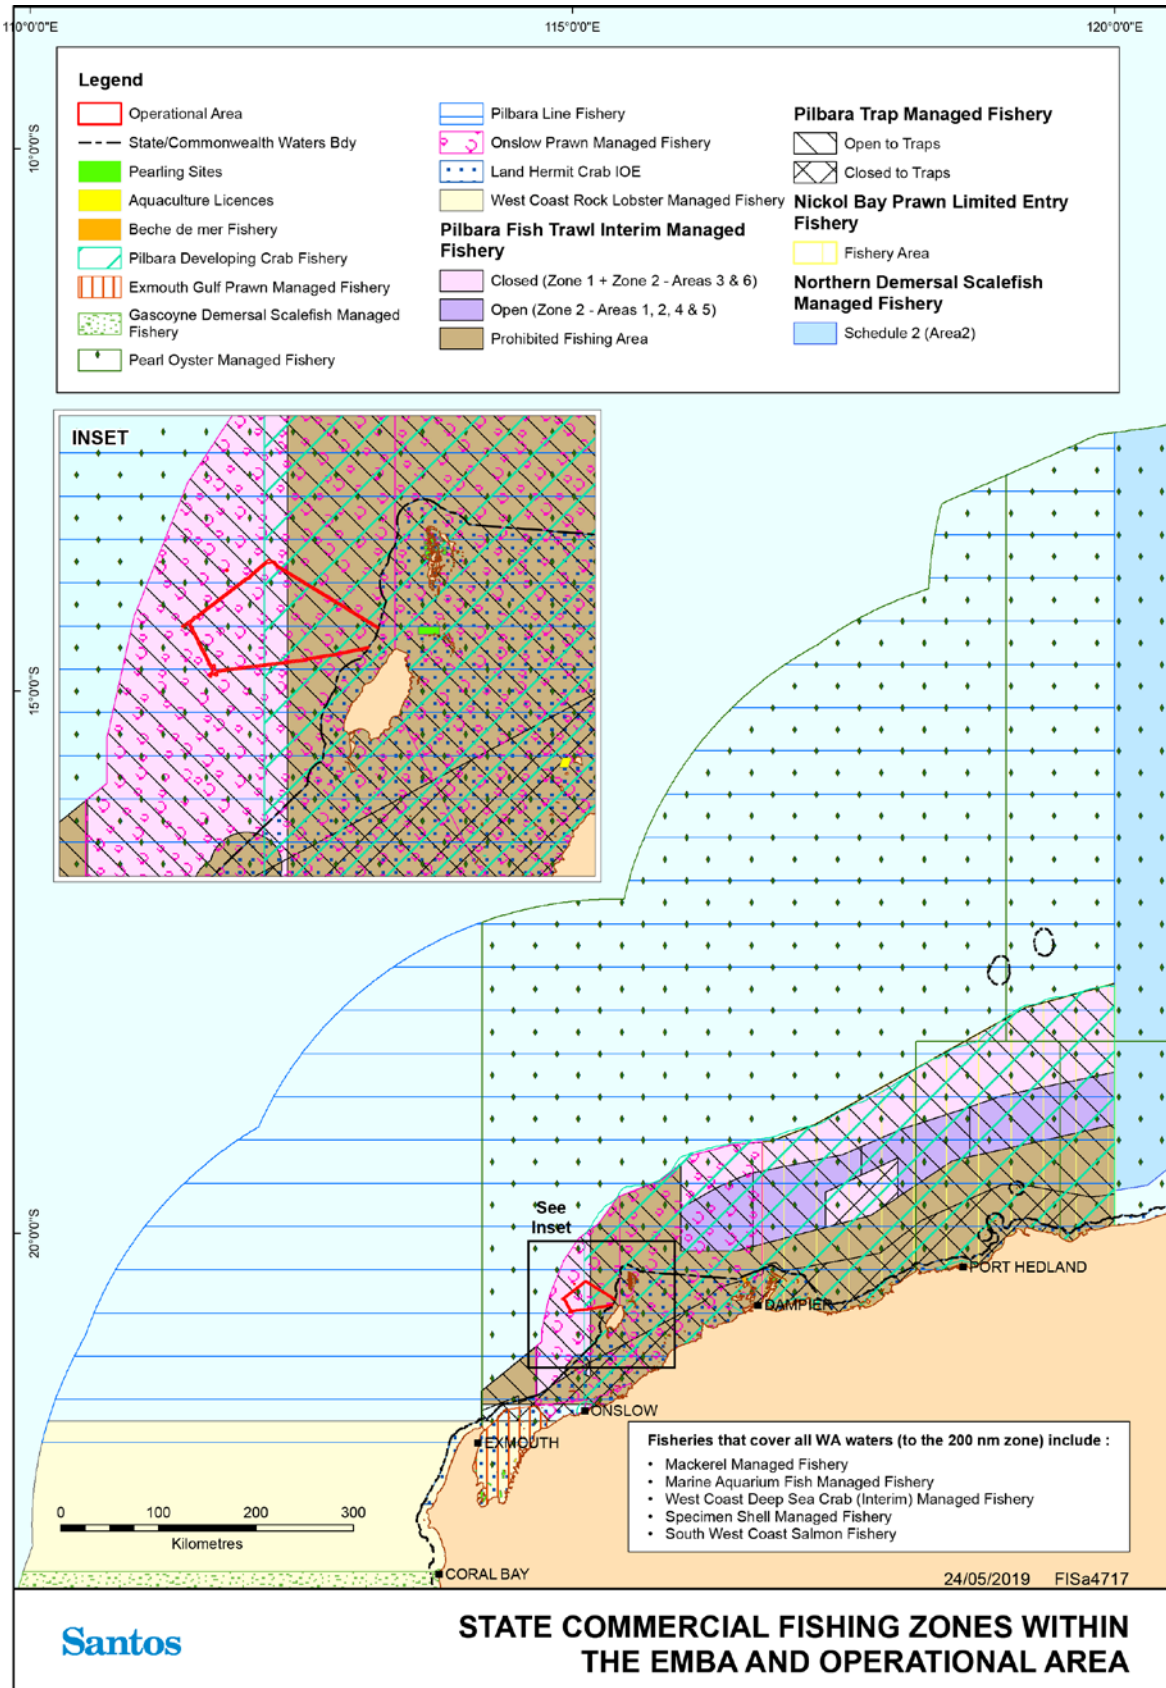 110°0'0"E
115°0'0"E
120°0'0"E
10°0'0"S
15°0'0"S
20°0'0"S
Legend
Operational Area
State/Commonwealth Waters Bdy
Pearling Sites
Aquaculture Licences
Beche de mer Fishery
Pilbara Developing Crab Fishery
Exmouth Gulf Prawn Managed Fishery
Gascoyne Demersal Scalefish Managed
Fishery
Pearl Oyster Managed Fishery
Pilbara Line Fishery
Onslow Prawn Managed Fishery
Land Hermit Crab IOE
West Coast Rock Lobster Managed Fishery
Pilbara Fish Trawl Interim Managed
Fishery
Closed (Zone 1 + Zone 2 - Areas 3 & 6)
Open (Zone 2 - Areas 1, 2, 4 & 5)
Prohibited Fishing Area
Pilbara Trap Managed Fishery
Open to Traps
Closed to Traps
Nickol Bay Prawn Limited Entry
Fishery
Fishery Area
Northern Demersal Scalefish
Managed Fishery
Schedule 2 (Area2)
INSET
See
Inset
PORT HEDLAND
DAMPIER
ONSLOW
EXMOUTH
CORAL BAY
0 100 200 300
Kilometres
Fisheries that cover all WA waters (to the 200 nm zone) include :
• Mackerel Managed Fishery
• Marine Aquarium Fish Managed Fishery
• West Coast Deep Sea Crab (Interim) Managed Fishery
• Specimen Shell Managed Fishery
• South West Coast Salmon Fishery
24/05/2019 FISa4717
Santos
STATE COMMERCIAL FISHING ZONES WITHIN
THE EMBA AND OPERATIONAL AREA